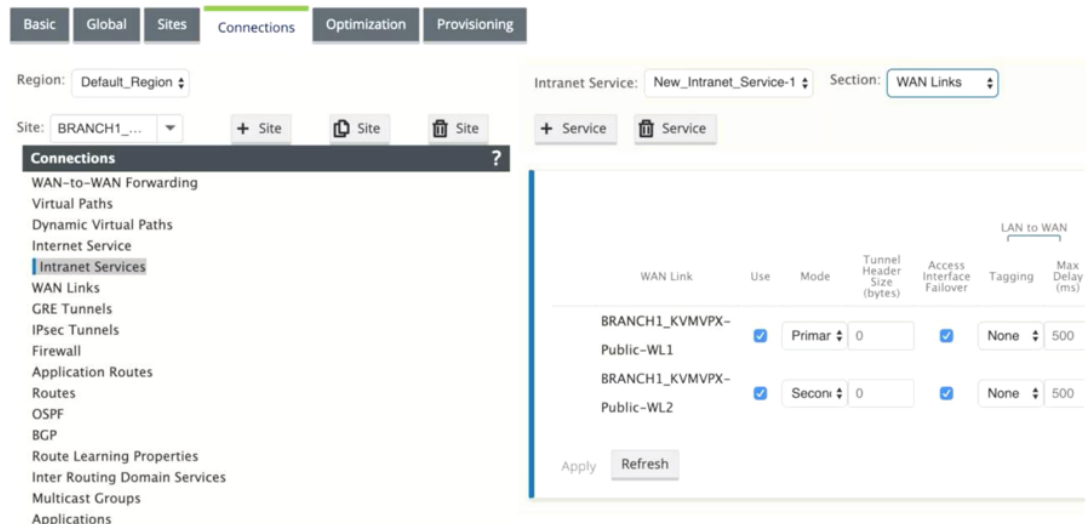 Basic Global Sites Connections Optimization Provisioning
Region: Default_Region
Intranet Service: New_Intranet_Service-1 Section: WAN Links
Site: BRANCH1_... + Site Site Site
+ Service Service
Connections ?
WAN-to-WAN Forwarding
Virtual Paths
Dynamic Virtual Paths
Internet Service
Intranet Services
WAN Links
GRE Tunnels
IPsec Tunnels
Firewall
Application Routes
Routes
OSPF
BGP
Route Learning Properties
Inter Routing Domain Services
Multicast Groups
Applications
LAN to WAN
WAN Link Use Mode Tunnel Header Size (bytes) Access Interface Failover Tagging Max Delay (ms)
BRANCH1_KVMVPX-
Public-WL1
Primar 0 None 500
BRANCH1_KVMVPX-
Public-WL2
Secon 0 None 500
Apply Refresh